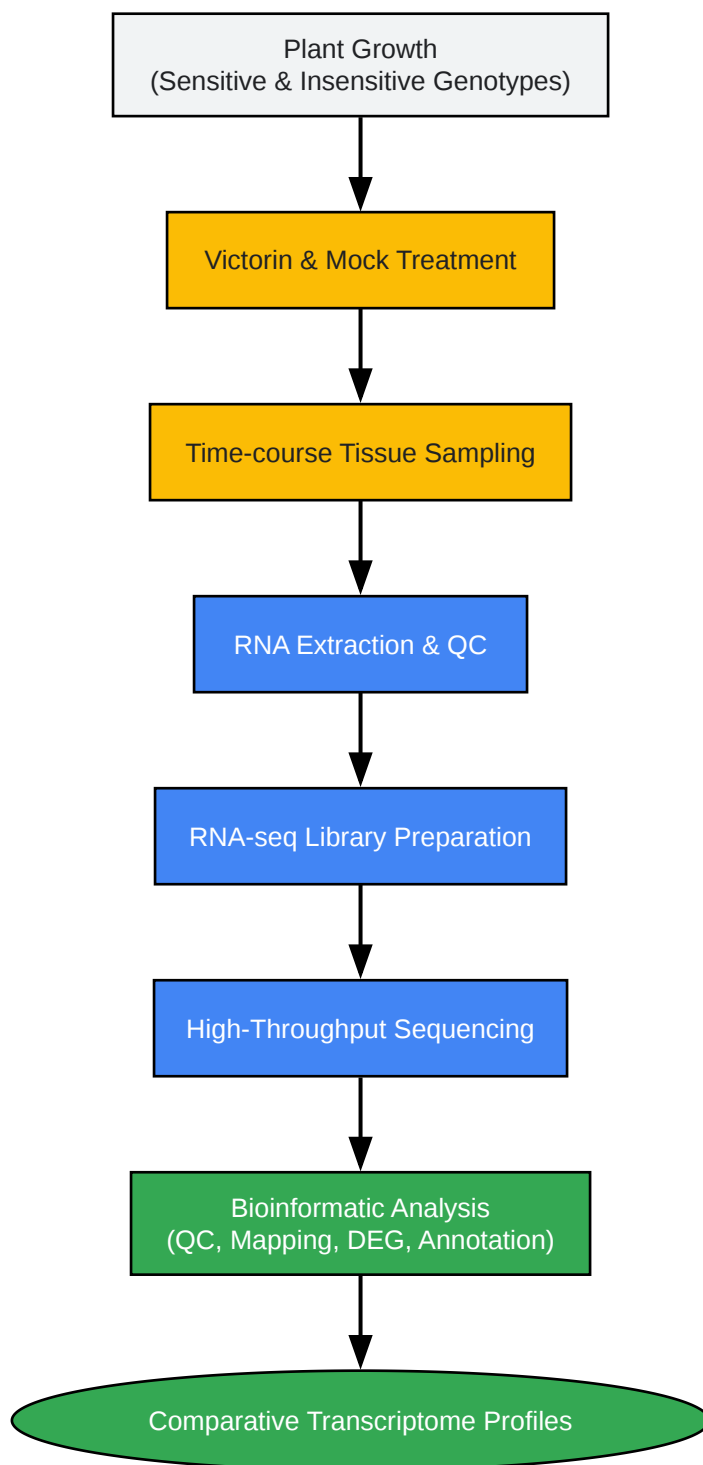 Plant Growth
(Sensitive & Insensitive Genotypes)
Victorin & Mock Treatment
Time-course Tissue Sampling
RNA Extraction & QC
RNA-seq Library Preparation
High-Throughput Sequencing
Bioinformatic Analysis
(QC, Mapping, DEG, Annotation)
Comparative Transcriptome Profiles